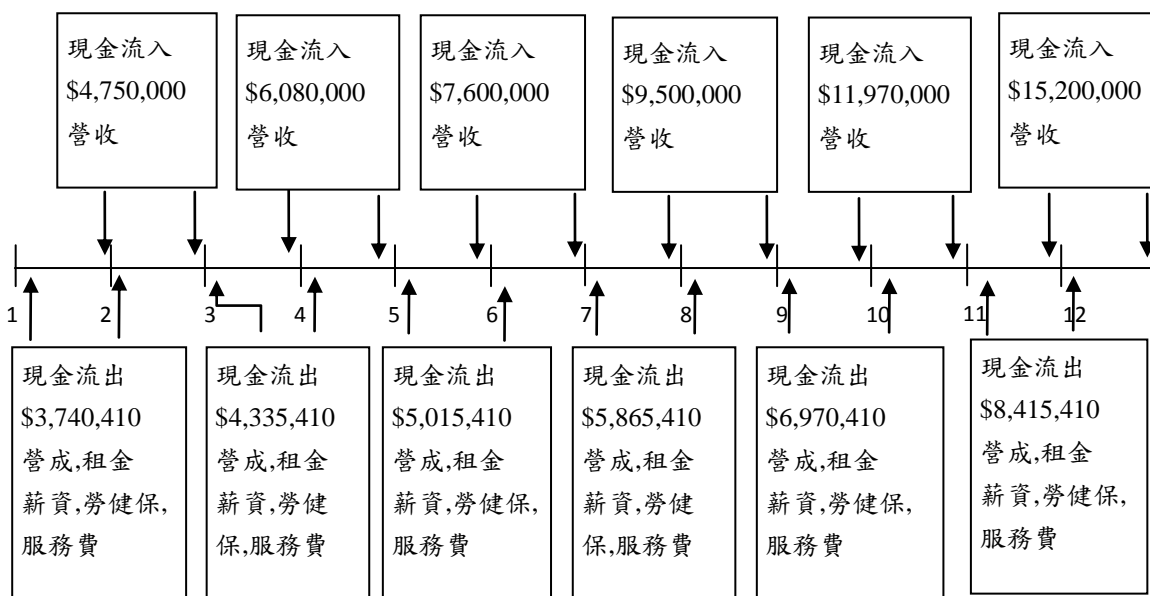 現金流入
$4,750,000
營收
現金流入
$6,080,000
營收
現金流入
$7,600,000
營收
現金流入
$9,500,000
營收
現金流入
$11,970,000
營收
現金流入
$15,200,000
營收
1
2
3
4
5
6
7
8
9
10
11
12
現金流出
$3,740,410
營成,租金
薪資,勞健保,
服務費
現金流出
$4,335,410
營成,租金
薪資,勞健
保,服務費
現金流出
$5,015,410
營成,租金
薪資,勞健保,
服務費
現金流出
$5,865,410
營成,租金
薪資,勞健
保,服務費
現金流出
$6,970,410
營成,租金
薪資,勞健保,
服務費
現金流出
$8,415,410
營成,租金
薪資,勞健保,
服務費